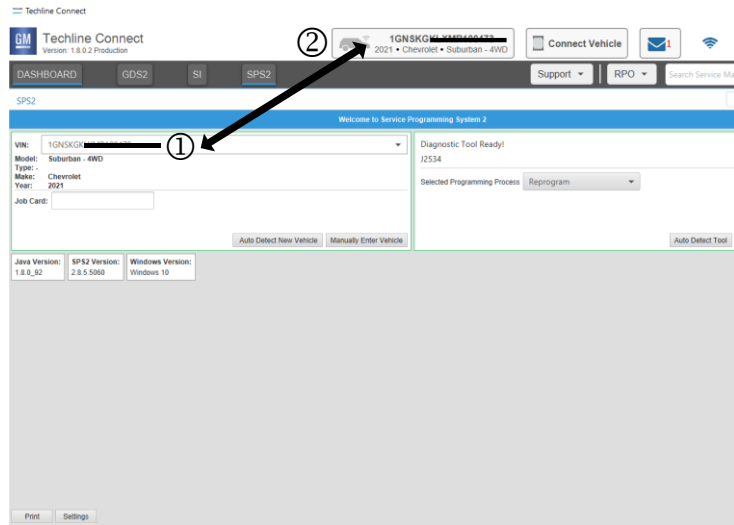 Techline Connect
GM
Techline Connect
Version: 1.8.0.2 Production
②
2021 • Chevrolet • Suburban - 4WD
Connect Vehicle
1
DASHBOARD
GDS2
SI
SPS2
Support
RPO
Search Service Ma
SPS2
Welcome to Service Programming System 2
VIN:
①
Model: Suburban - 4WD
Type: -
Make: Chevrolet
Year: 2021
Job Card:
Auto Detect New Vehicle
Manually Enter Vehicle
Diagnostic Tool Ready!
J2534
Selected Programming Process
Reprogram
Auto Detect Tool
Java Version:
1.8.0_92
SPS2 Version:
2.8.5.5060
Windows Version:
Windows 10
Print
Settings